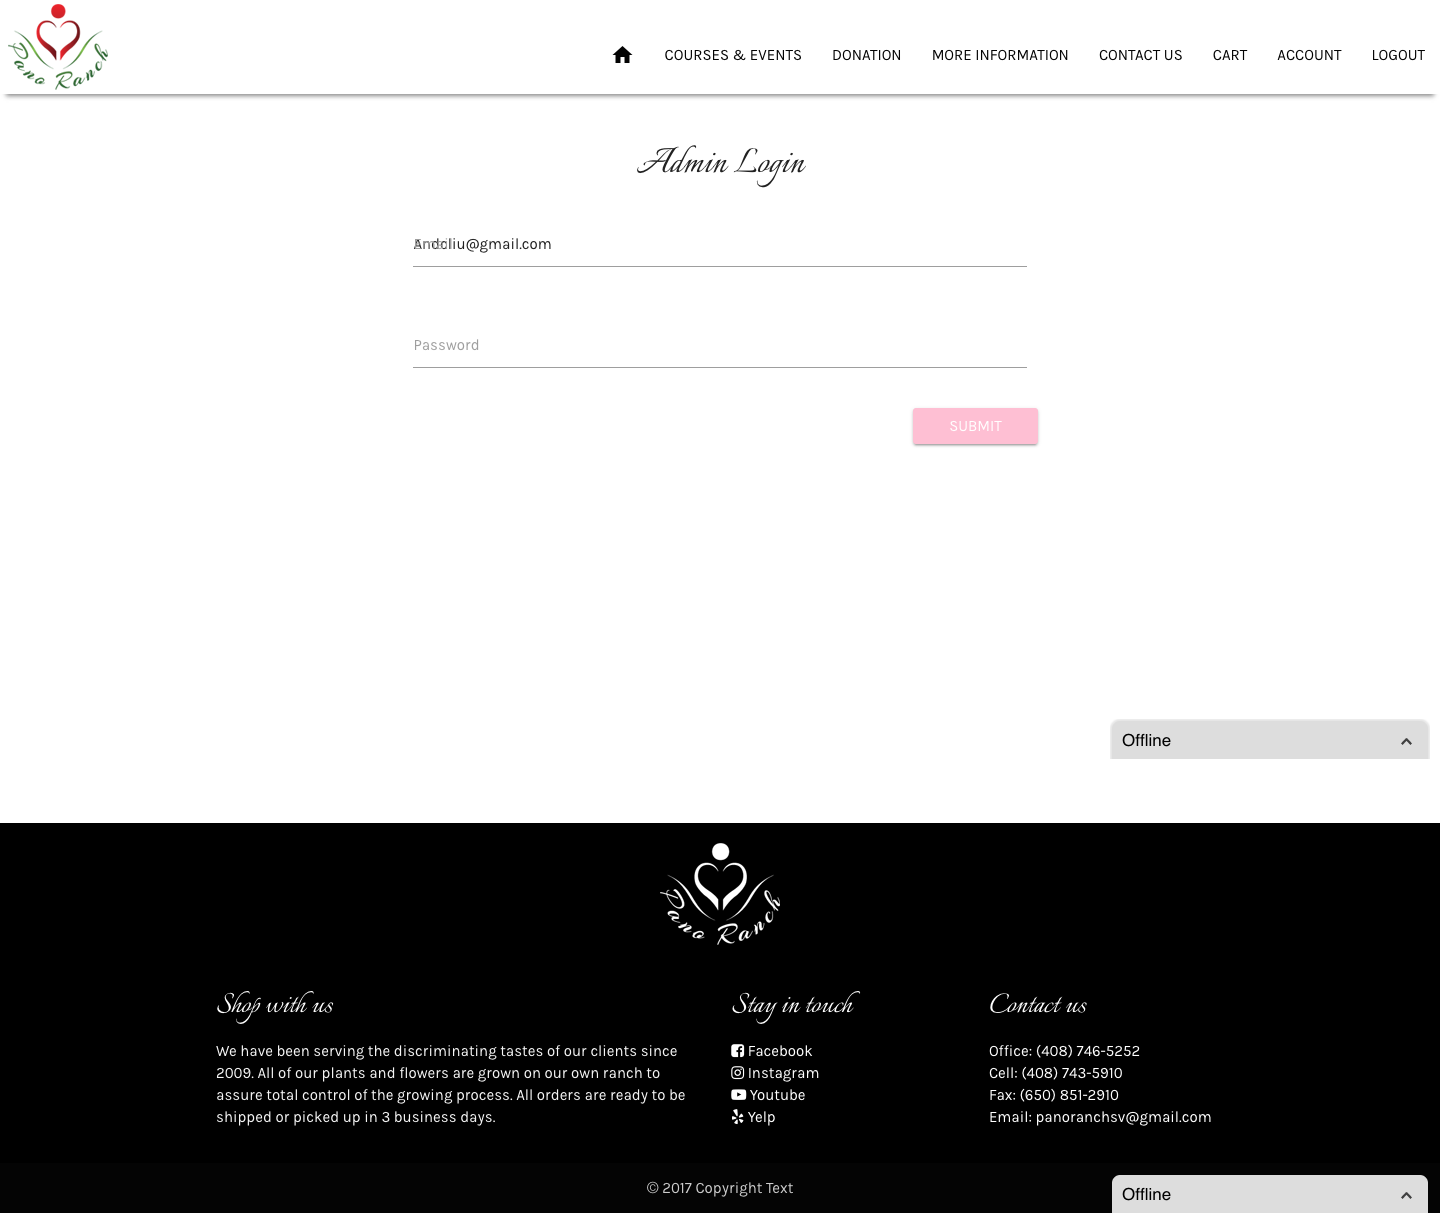 Pano Ranch
COURSES & EVENTS DONATION MORE INFORMATION CONTACT US CART ACCOUNT LOGOUT
Admin Login
Email
Password
SUBMIT
Offline
Pano Ranch
Shop with us
We have been serving the discriminating tastes of our clients since
2009. All of our plants and flowers are grown on our own ranch to
assure total control of the growing process. All orders are ready to be
shipped or picked up in 3 business days.
Stay in touch
Facebook
Instagram
Youtube
Yelp
Contact us
Office: (408) 746-5252
Cell: (408) 743-5910
Fax: (650) 851-2910
Email: panoranchsv@gmail.com
© 2017 Copyright Text
Offline